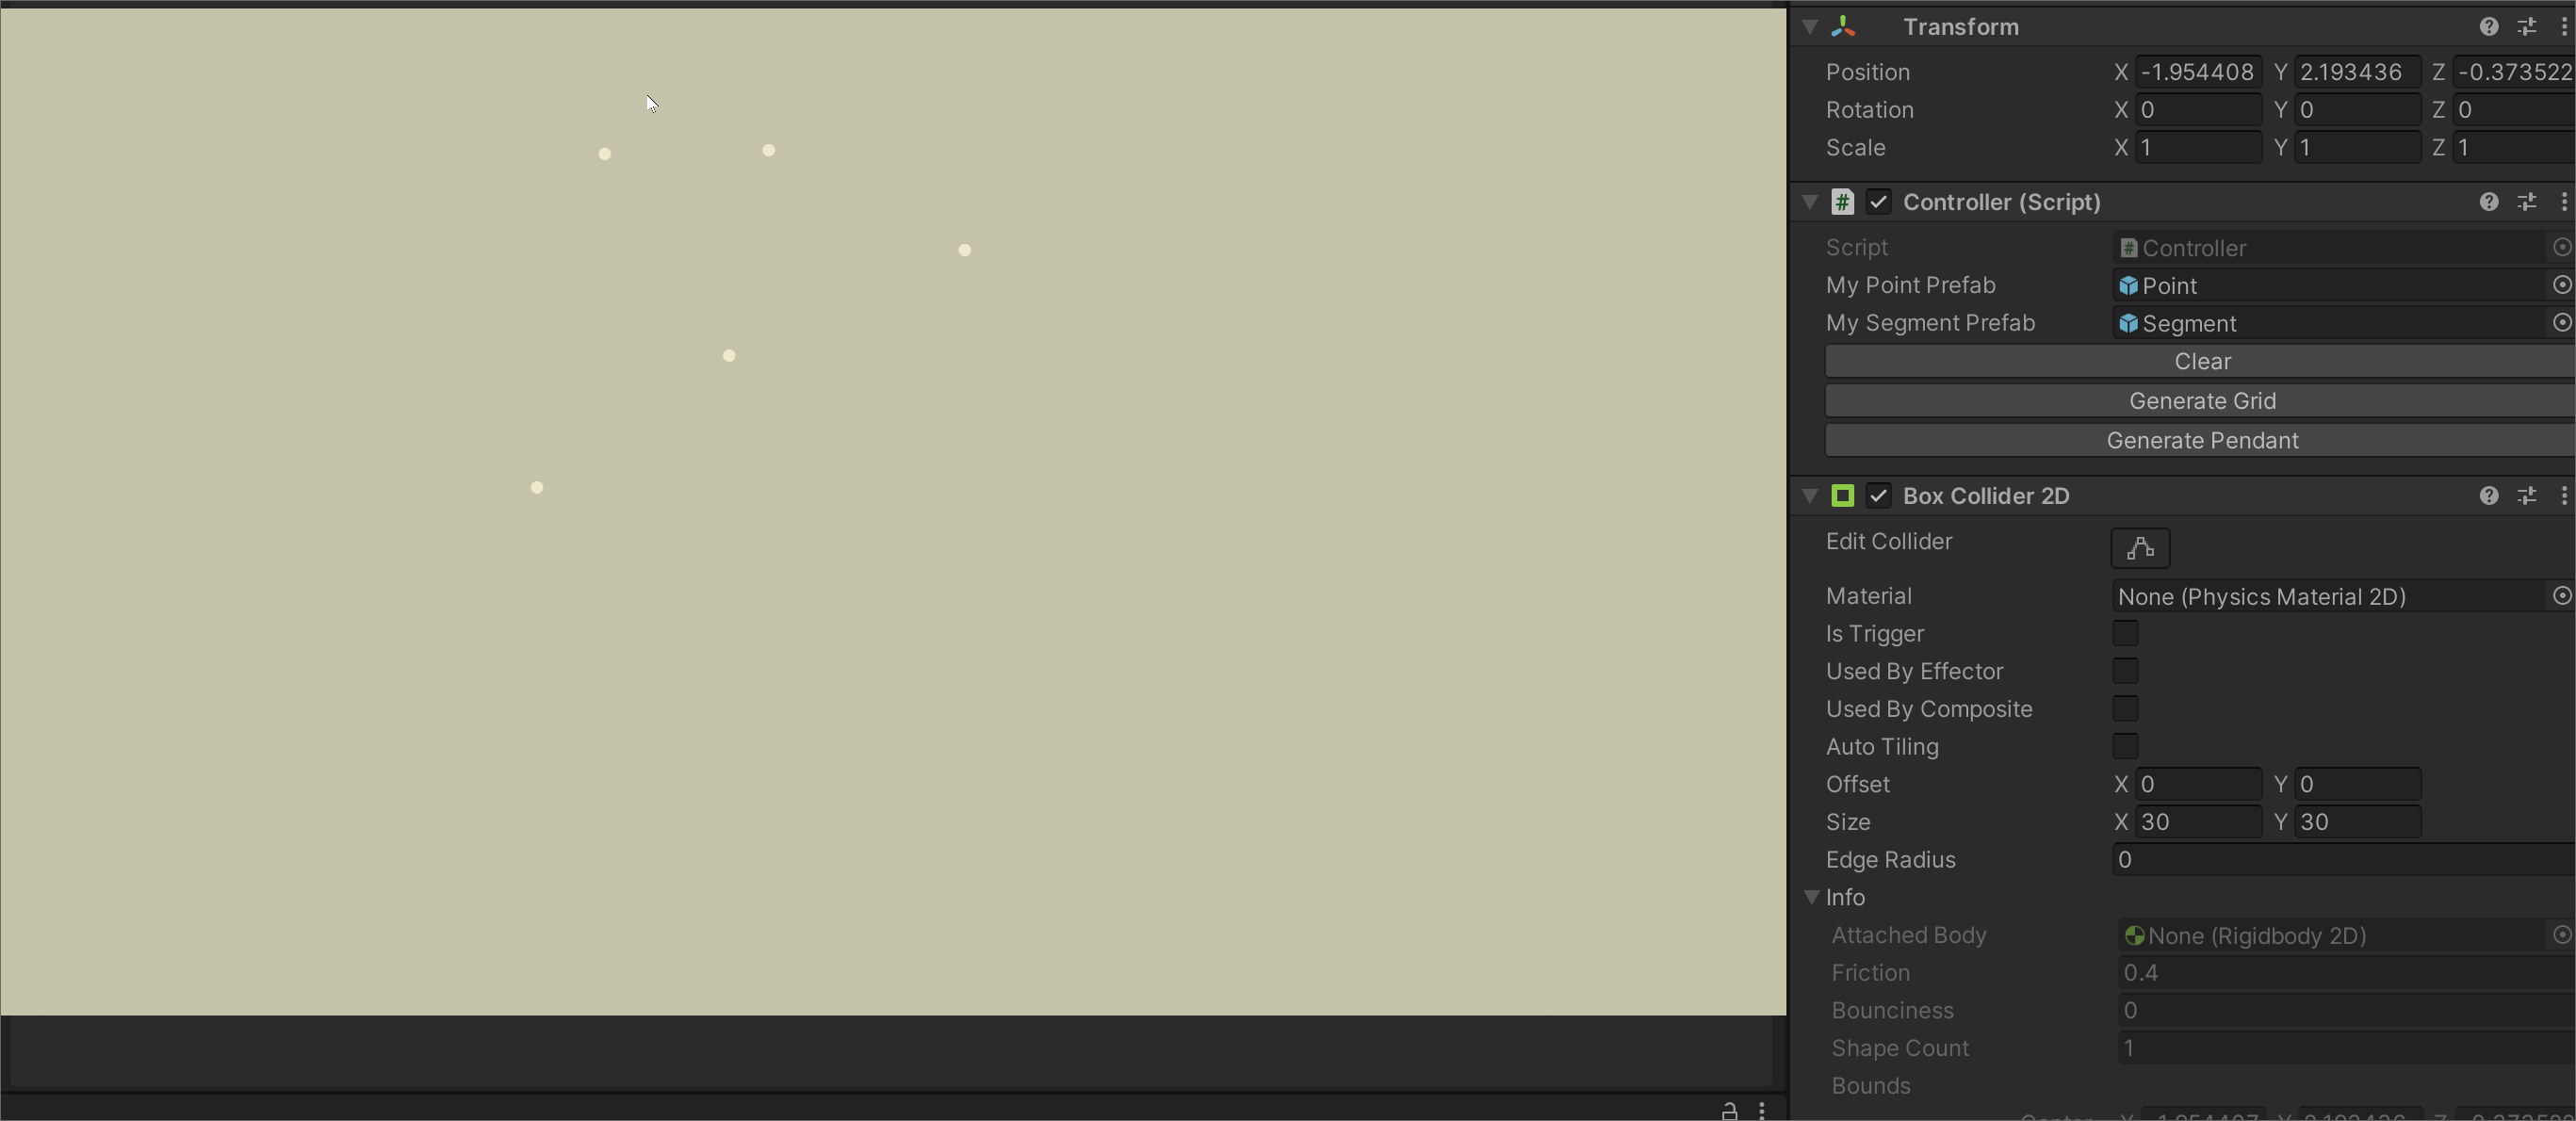 Transform
Position X -1.954408 Y 2.193436 Z -0.373522
Rotation X 0 Y 0 Z 0
Scale X 1 Y 1 Z 1
# Controller (Script)
Script # Controller
My Point Prefab Point
My Segment Prefab Segment
Clear
Generate Grid
Generate Pendant
Box Collider 2D
Edit Collider
Material None (Physics Material 2D)
Is Trigger
Used By Effector
Used By Composite
Auto Tiling
Offset X 0 Y 0
Size X 30 Y 30
Edge Radius 0
Info
Attached Body None (Rigidbody 2D)
Friction 0.4
Bounciness 0
Shape Count 1
Bounds